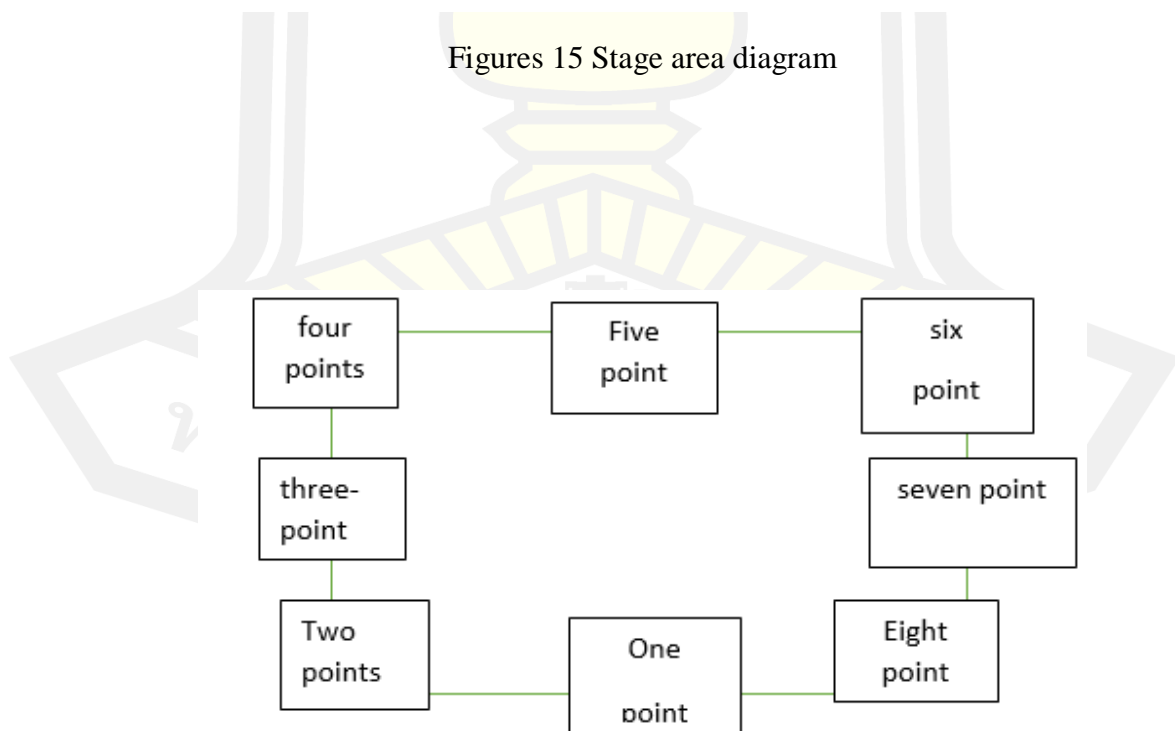 Figures 15 Stage area diagram
four
points
Five
point
six
point
three-
point
seven point
Two
points
One
point
Eight
point